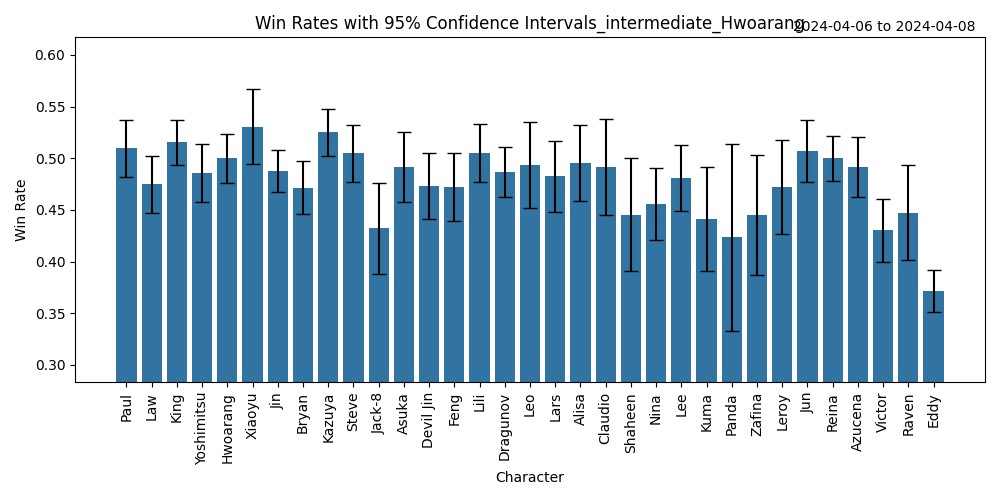 Win Rates with 95% Confidence Intervals_intermediate_Hwoarang
2024-04-06 to 2024-04-08
Win Rate
0.60
0.55
0.50
0.45
0.40
0.35
0.30
Paul
Law
King
Yoshimitsu
Hwoarang
Xiaoyu
Jin
Bryan
Kazuya
Steve
Jack-8
Asuka
Devil Jin
Feng
Lili
Dragunov
Leo
Lars
Alisa
Claudio
Shaheen
Nina
Lee
Kuma
Panda
Zafina
Leroy
Jun
Reina
Azucena
Victor
Raven
Eddy
Character